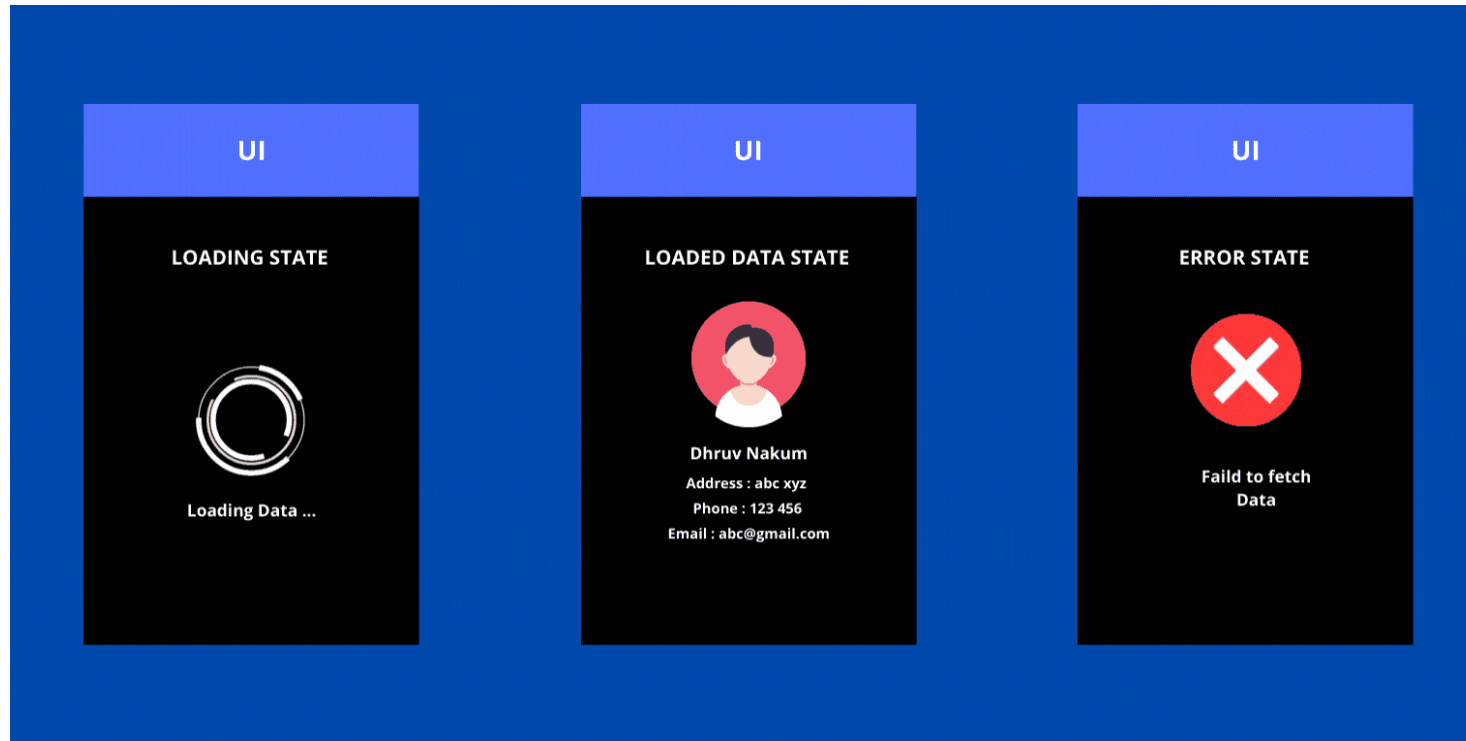 UI
LOADING STATE
Loading Data ...
UI
LOADED DATA STATE
Dhruv Nakum
Address : abc xyz
Phone : 123 456
Email : abc@gmail.com
UI
ERROR STATE
Faild to fetch
Data